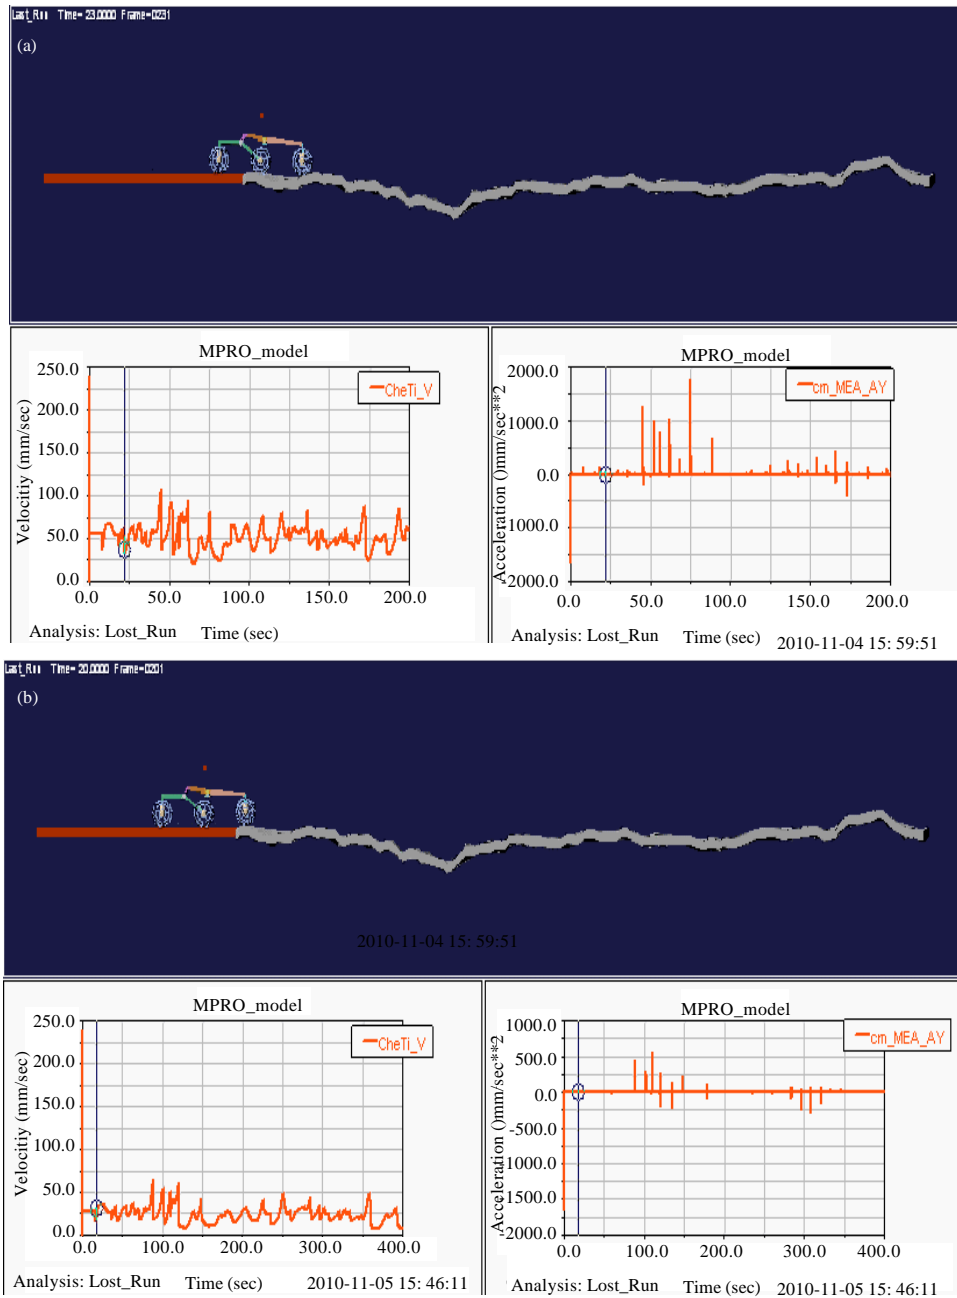 Last_Run Time= 23.0000 Frame=0231
(a)
MPRO_model
250.0
200.0
150.0
100.0
50.0
0.0
Velocitiy (mm/sec)
CheTi_V
0.0 50.0 100.0 150.0 200.0
Analysis: Lost_Run Time (sec)
MPRO_model
2000.0
1000.0
0.0
1000.0
-2000.0
Acceleration ()mm/sec**2
cm_MEA_AY
0.0 50.0 100.0 150.0 200.0
Analysis: Lost_Run Time (sec) 2010-11-04 15: 59:51
Last_Run Time= 20.0000 Frame=0201
(b)
2010-11-04 15: 59:51
MPRO_model
250.0
200.0
150.0
100.0
50.0
0.0
Velocitiy (mm/sec)
CheTi_V
0.0 100.0 200.0 300.0 400.0
Analysis: Lost_Run Time (sec) 2010-11-05 15: 46:11
MPRO_model
1000.0
500.0
0.0
-500.0
1000.0
1500.0
2000.0
Acceleration ()mm/sec**2
cm_MEA_AY
0.0 100.0 200.0 300.0 400.0
Analysis: Lost_Run Time (sec) 2010-11-05 15: 46:11